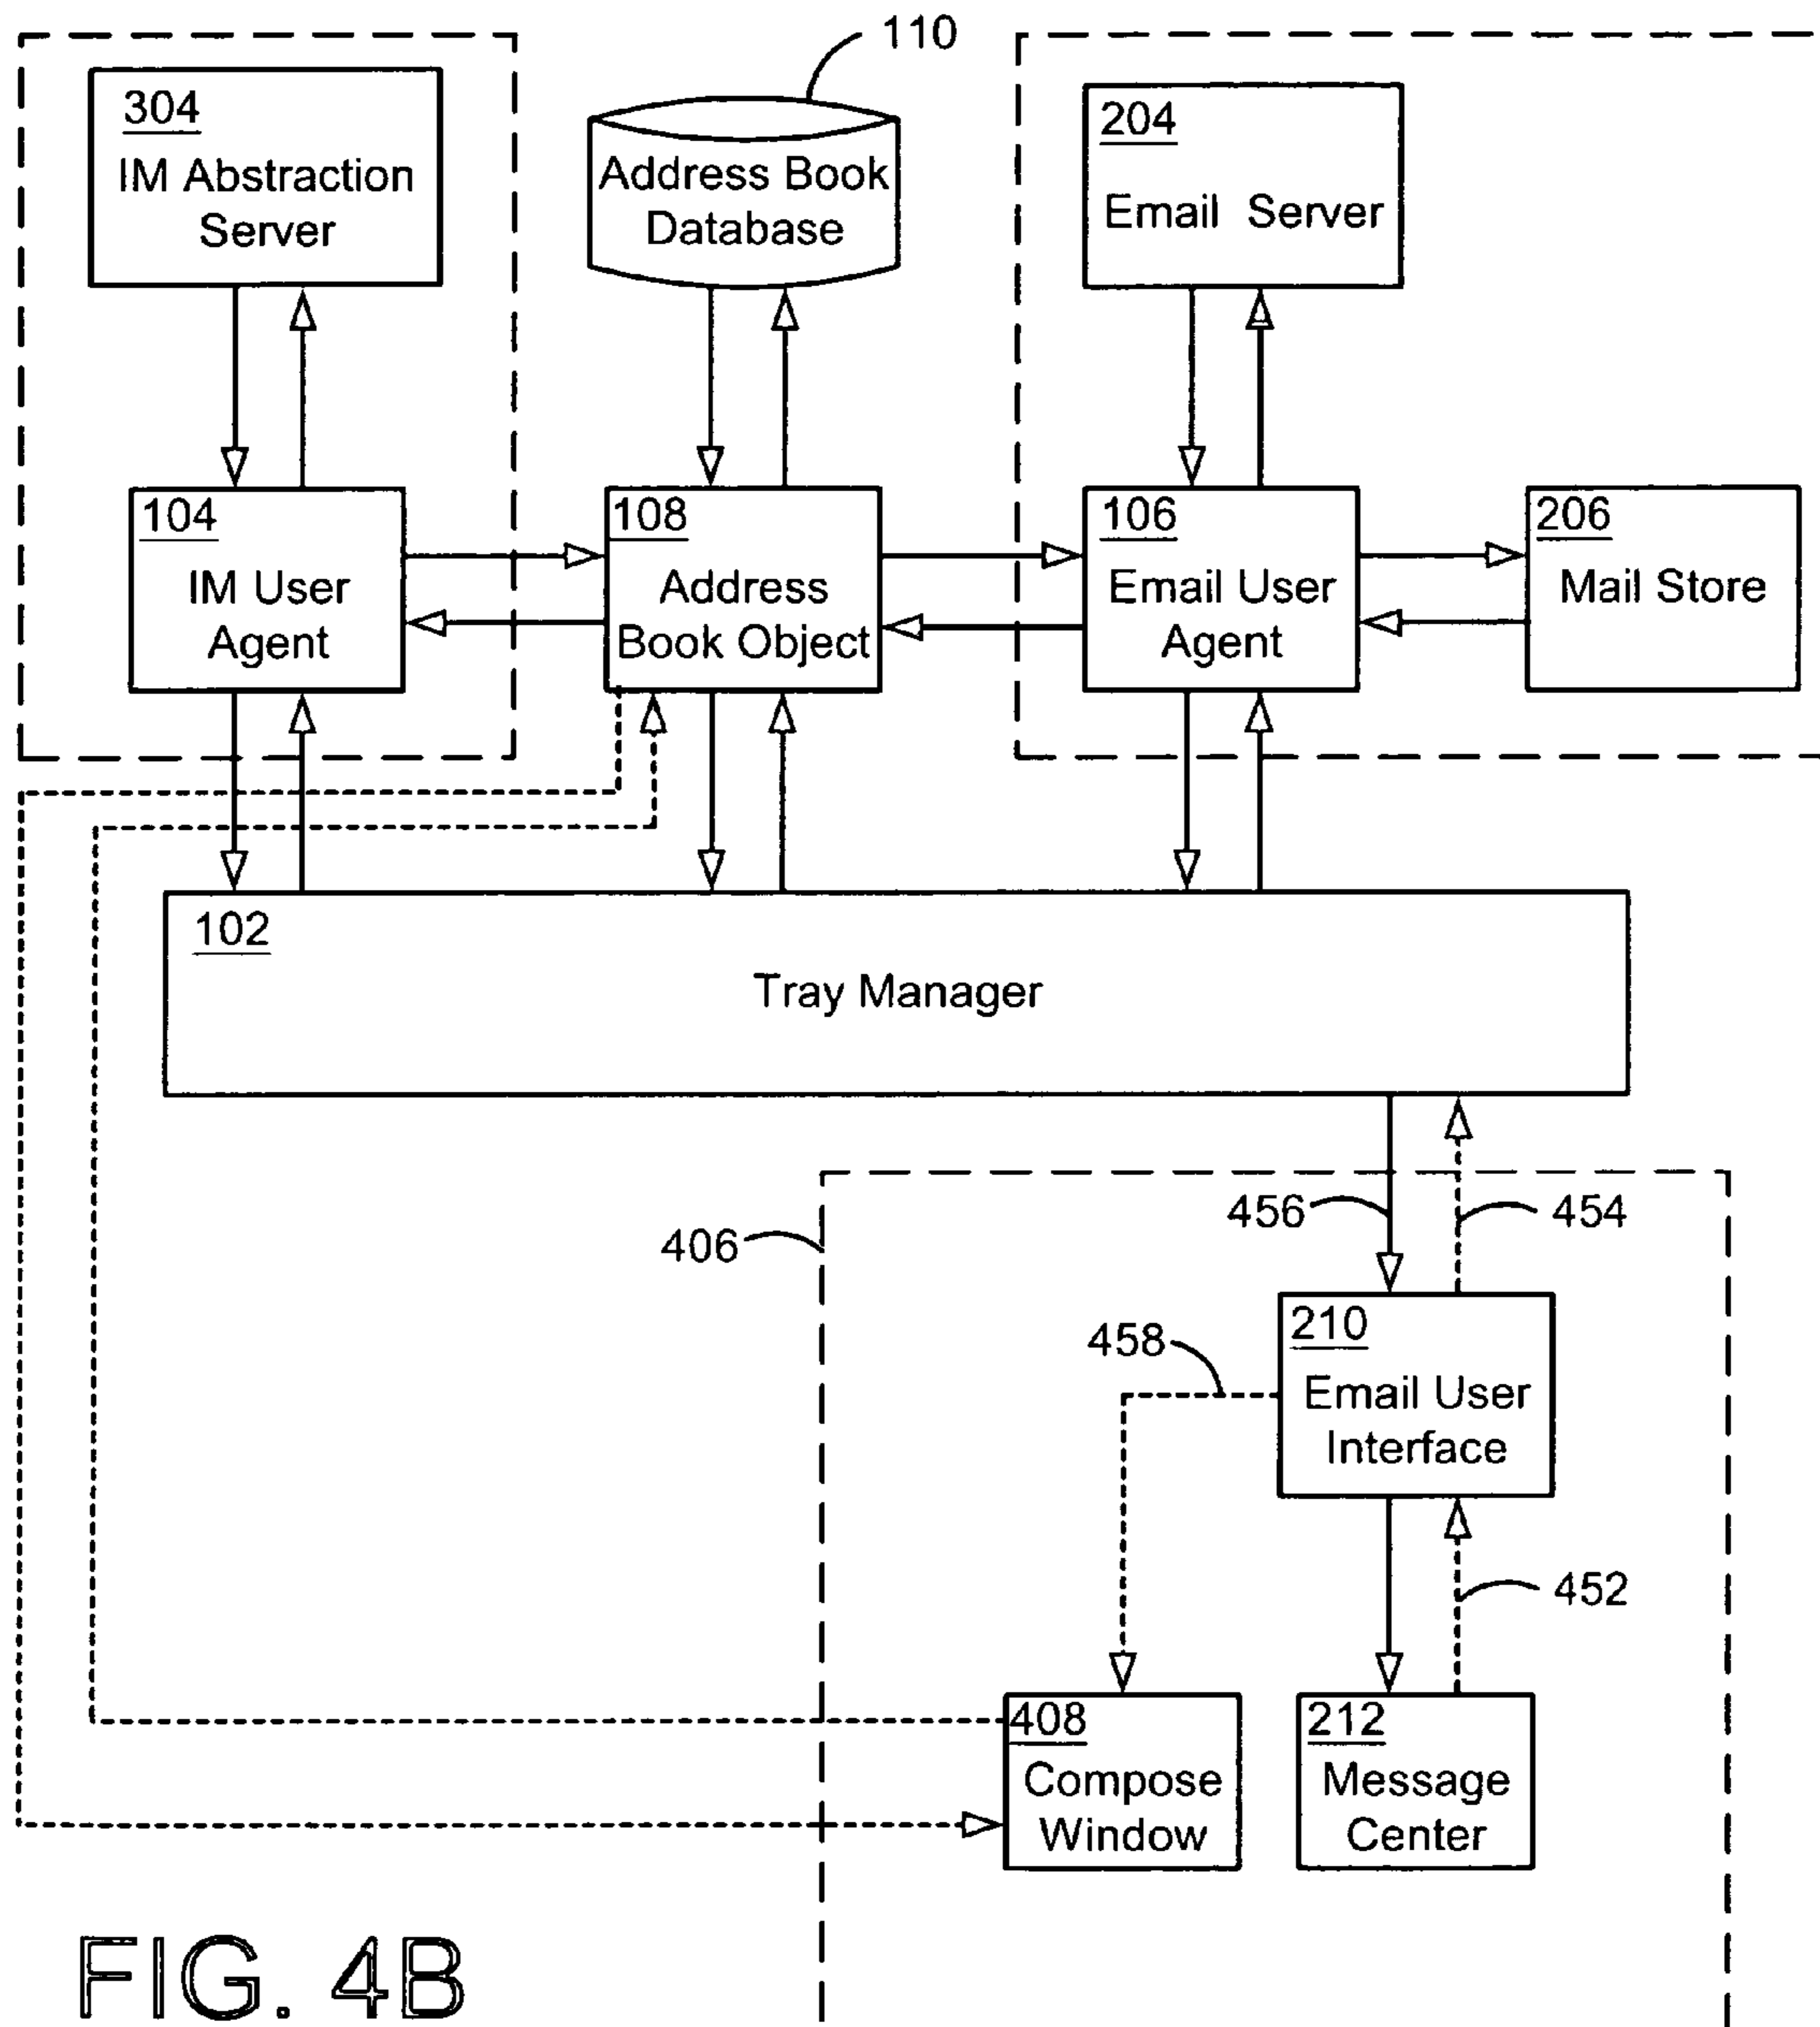 110
304
IM Abstraction
Server
Address Book
Database
204
Email Server
104
IM User
Agent
108
Address
Book Object
106
Email User
Agent
206
Mail Store
102
Tray Manager
406
456
454
458
210
Email User
Interface
452
408
Compose
Window
212
Message
Center
FIG. 4B